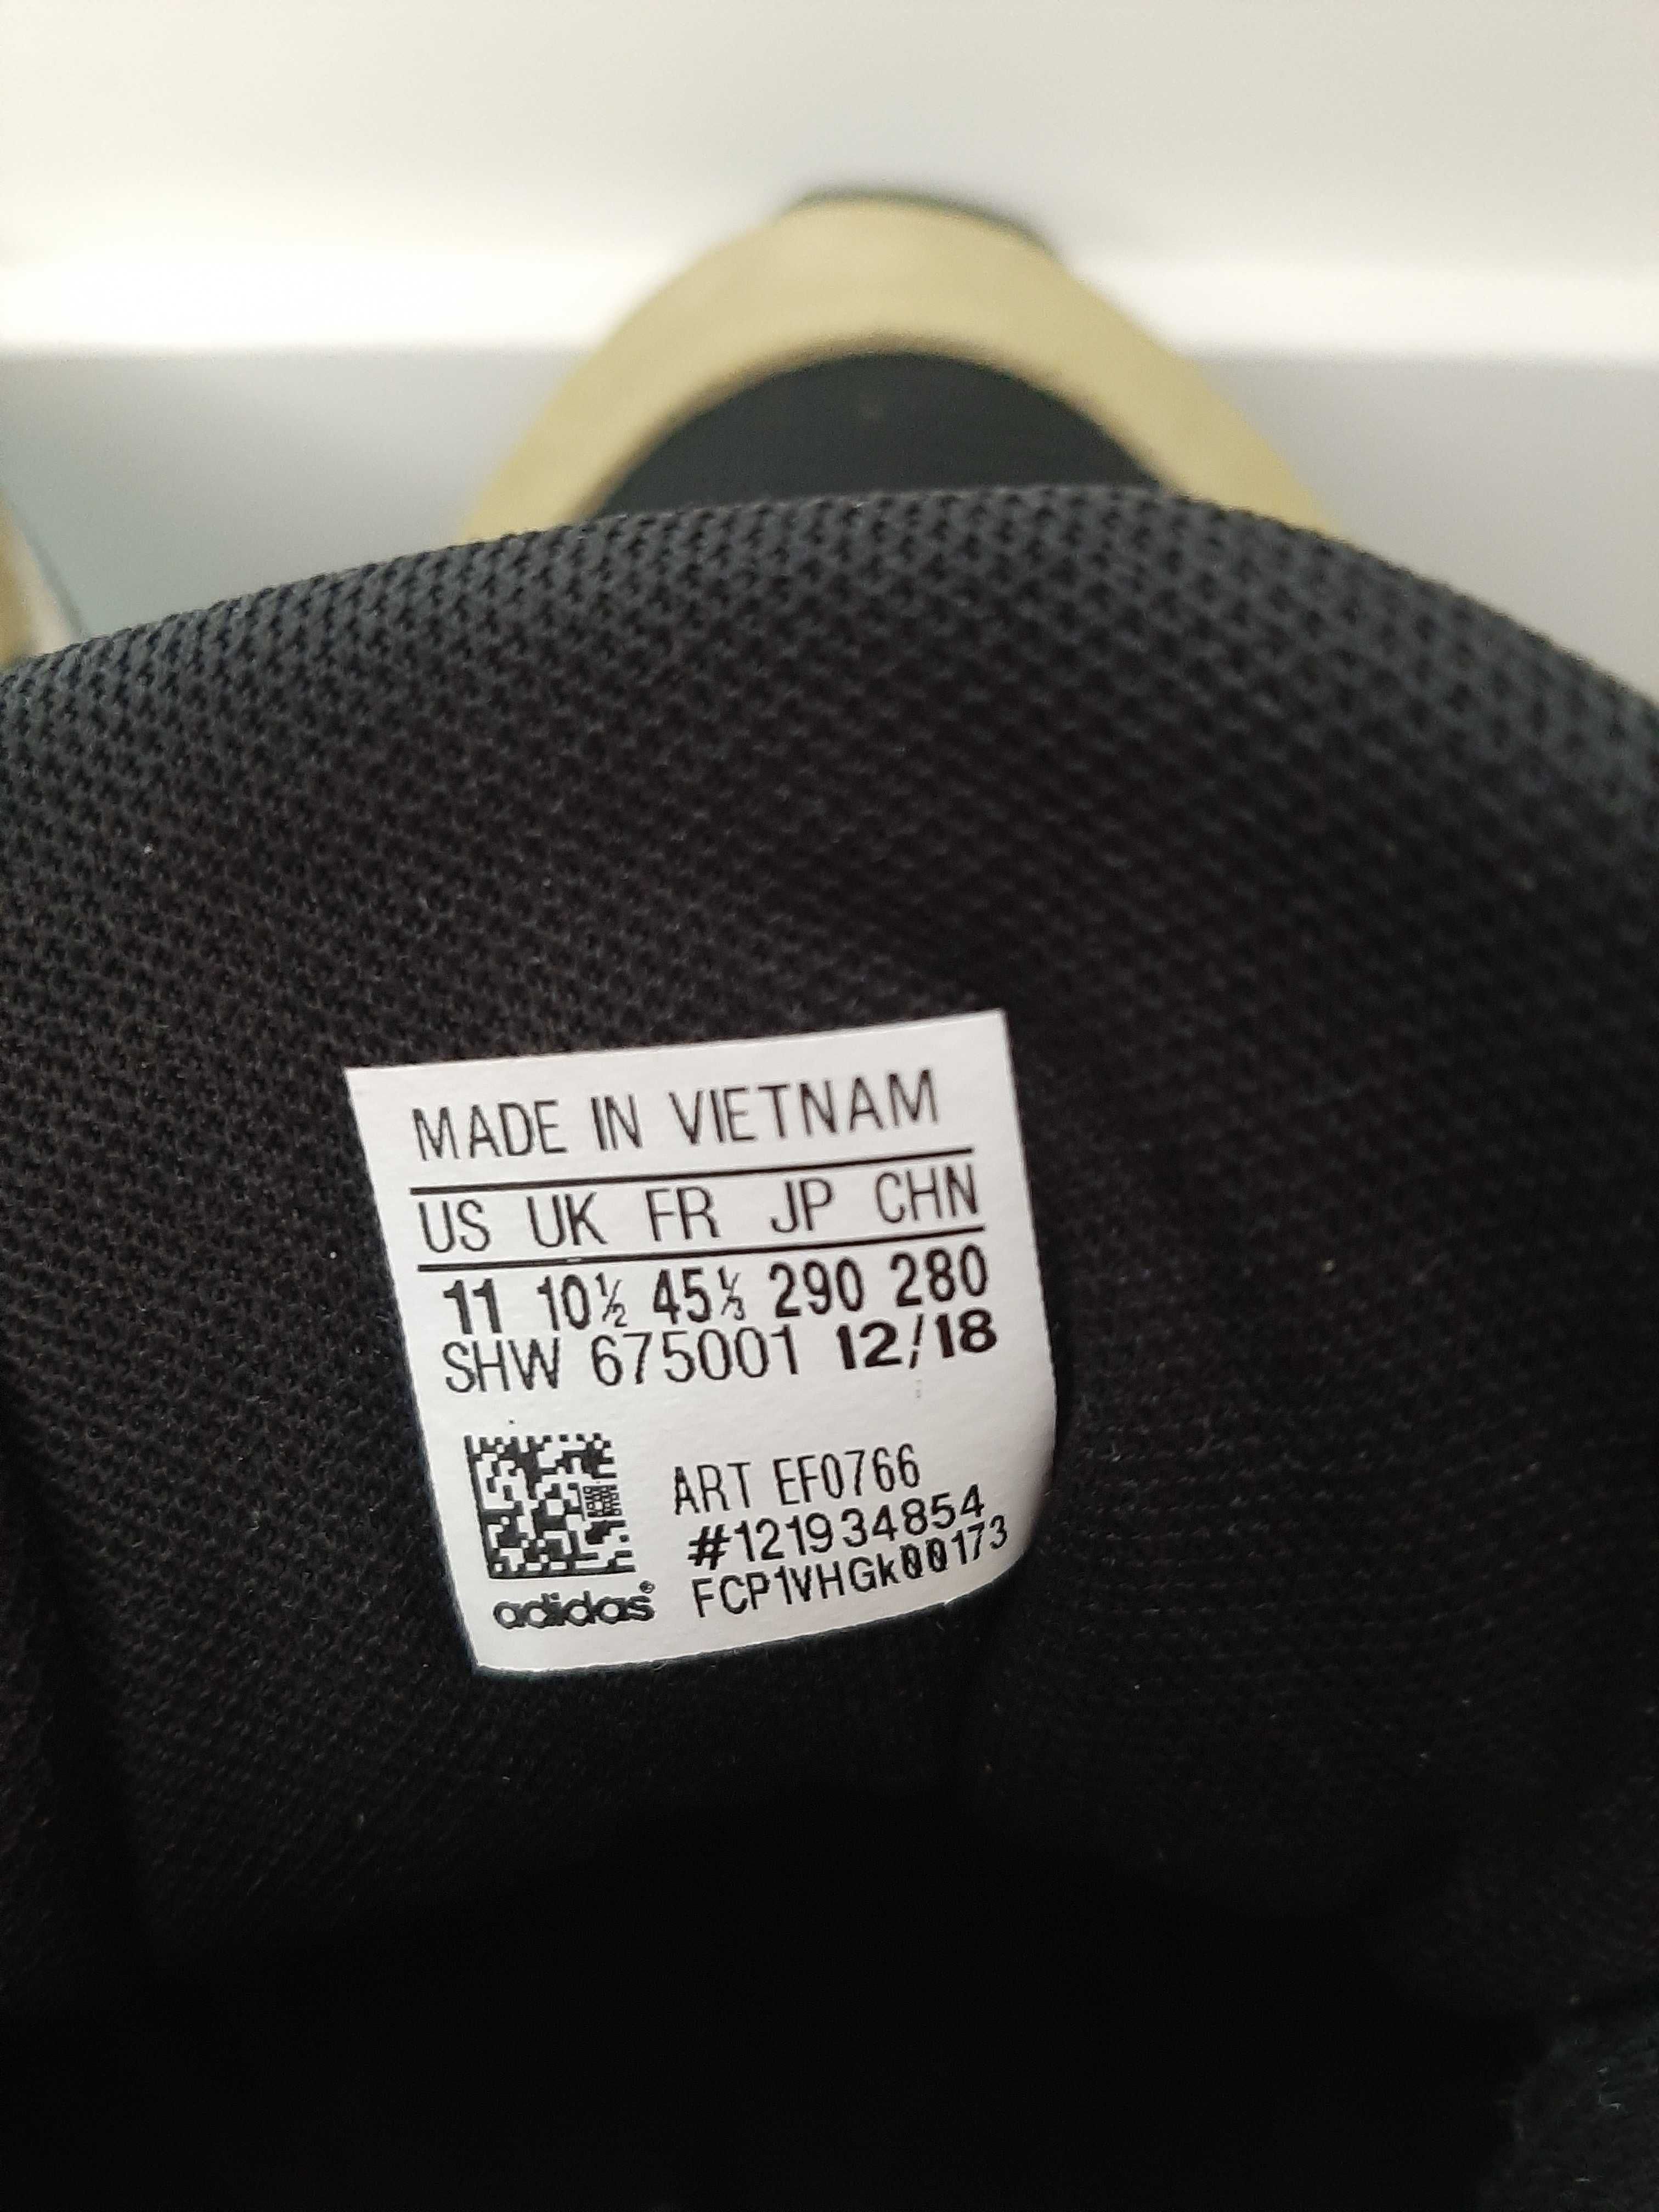 MADE IN VIETNAM
US UK FR JP CHN
11 10½ 45⅓ 290 280
SHW 675001 12/18
ART EF0766
#121934854
adidas® FCP1VHGk00173